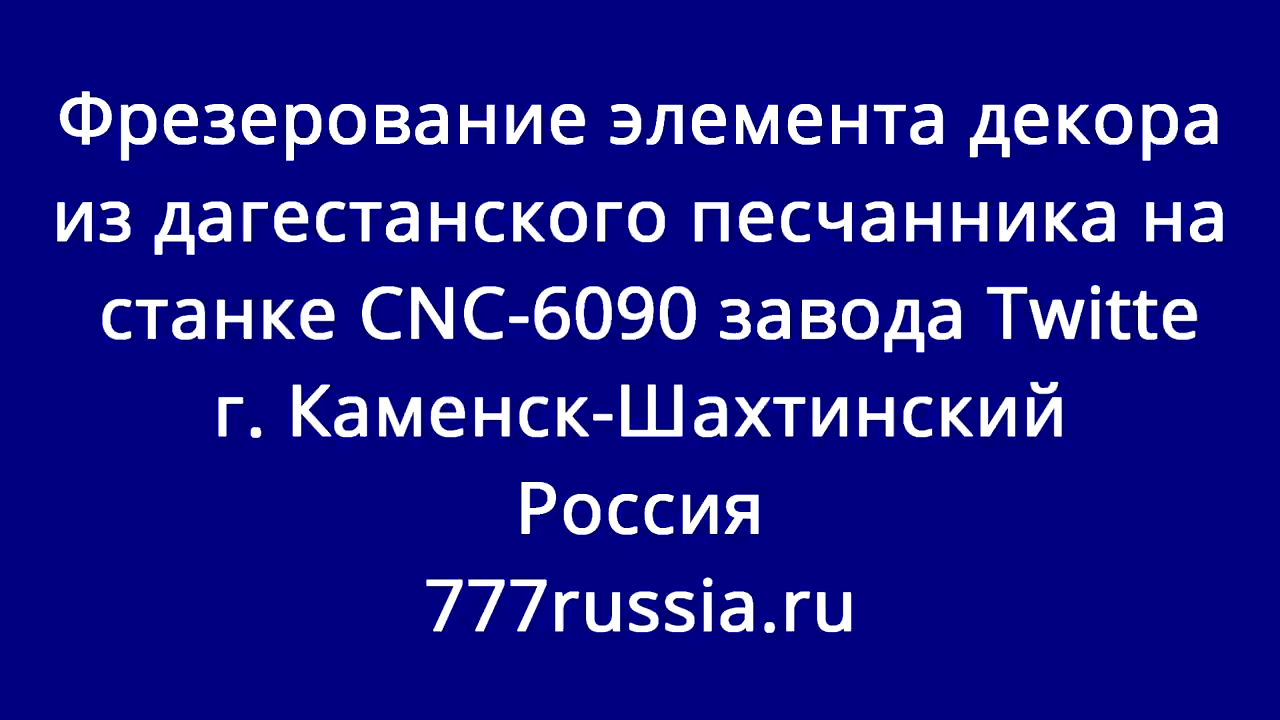 Фрезерование элемента декора
из дагестанского песчанника на
станке CNC-6090 завода Twitte
г. Каменск-Шахтинский
Россия
777russia.ru